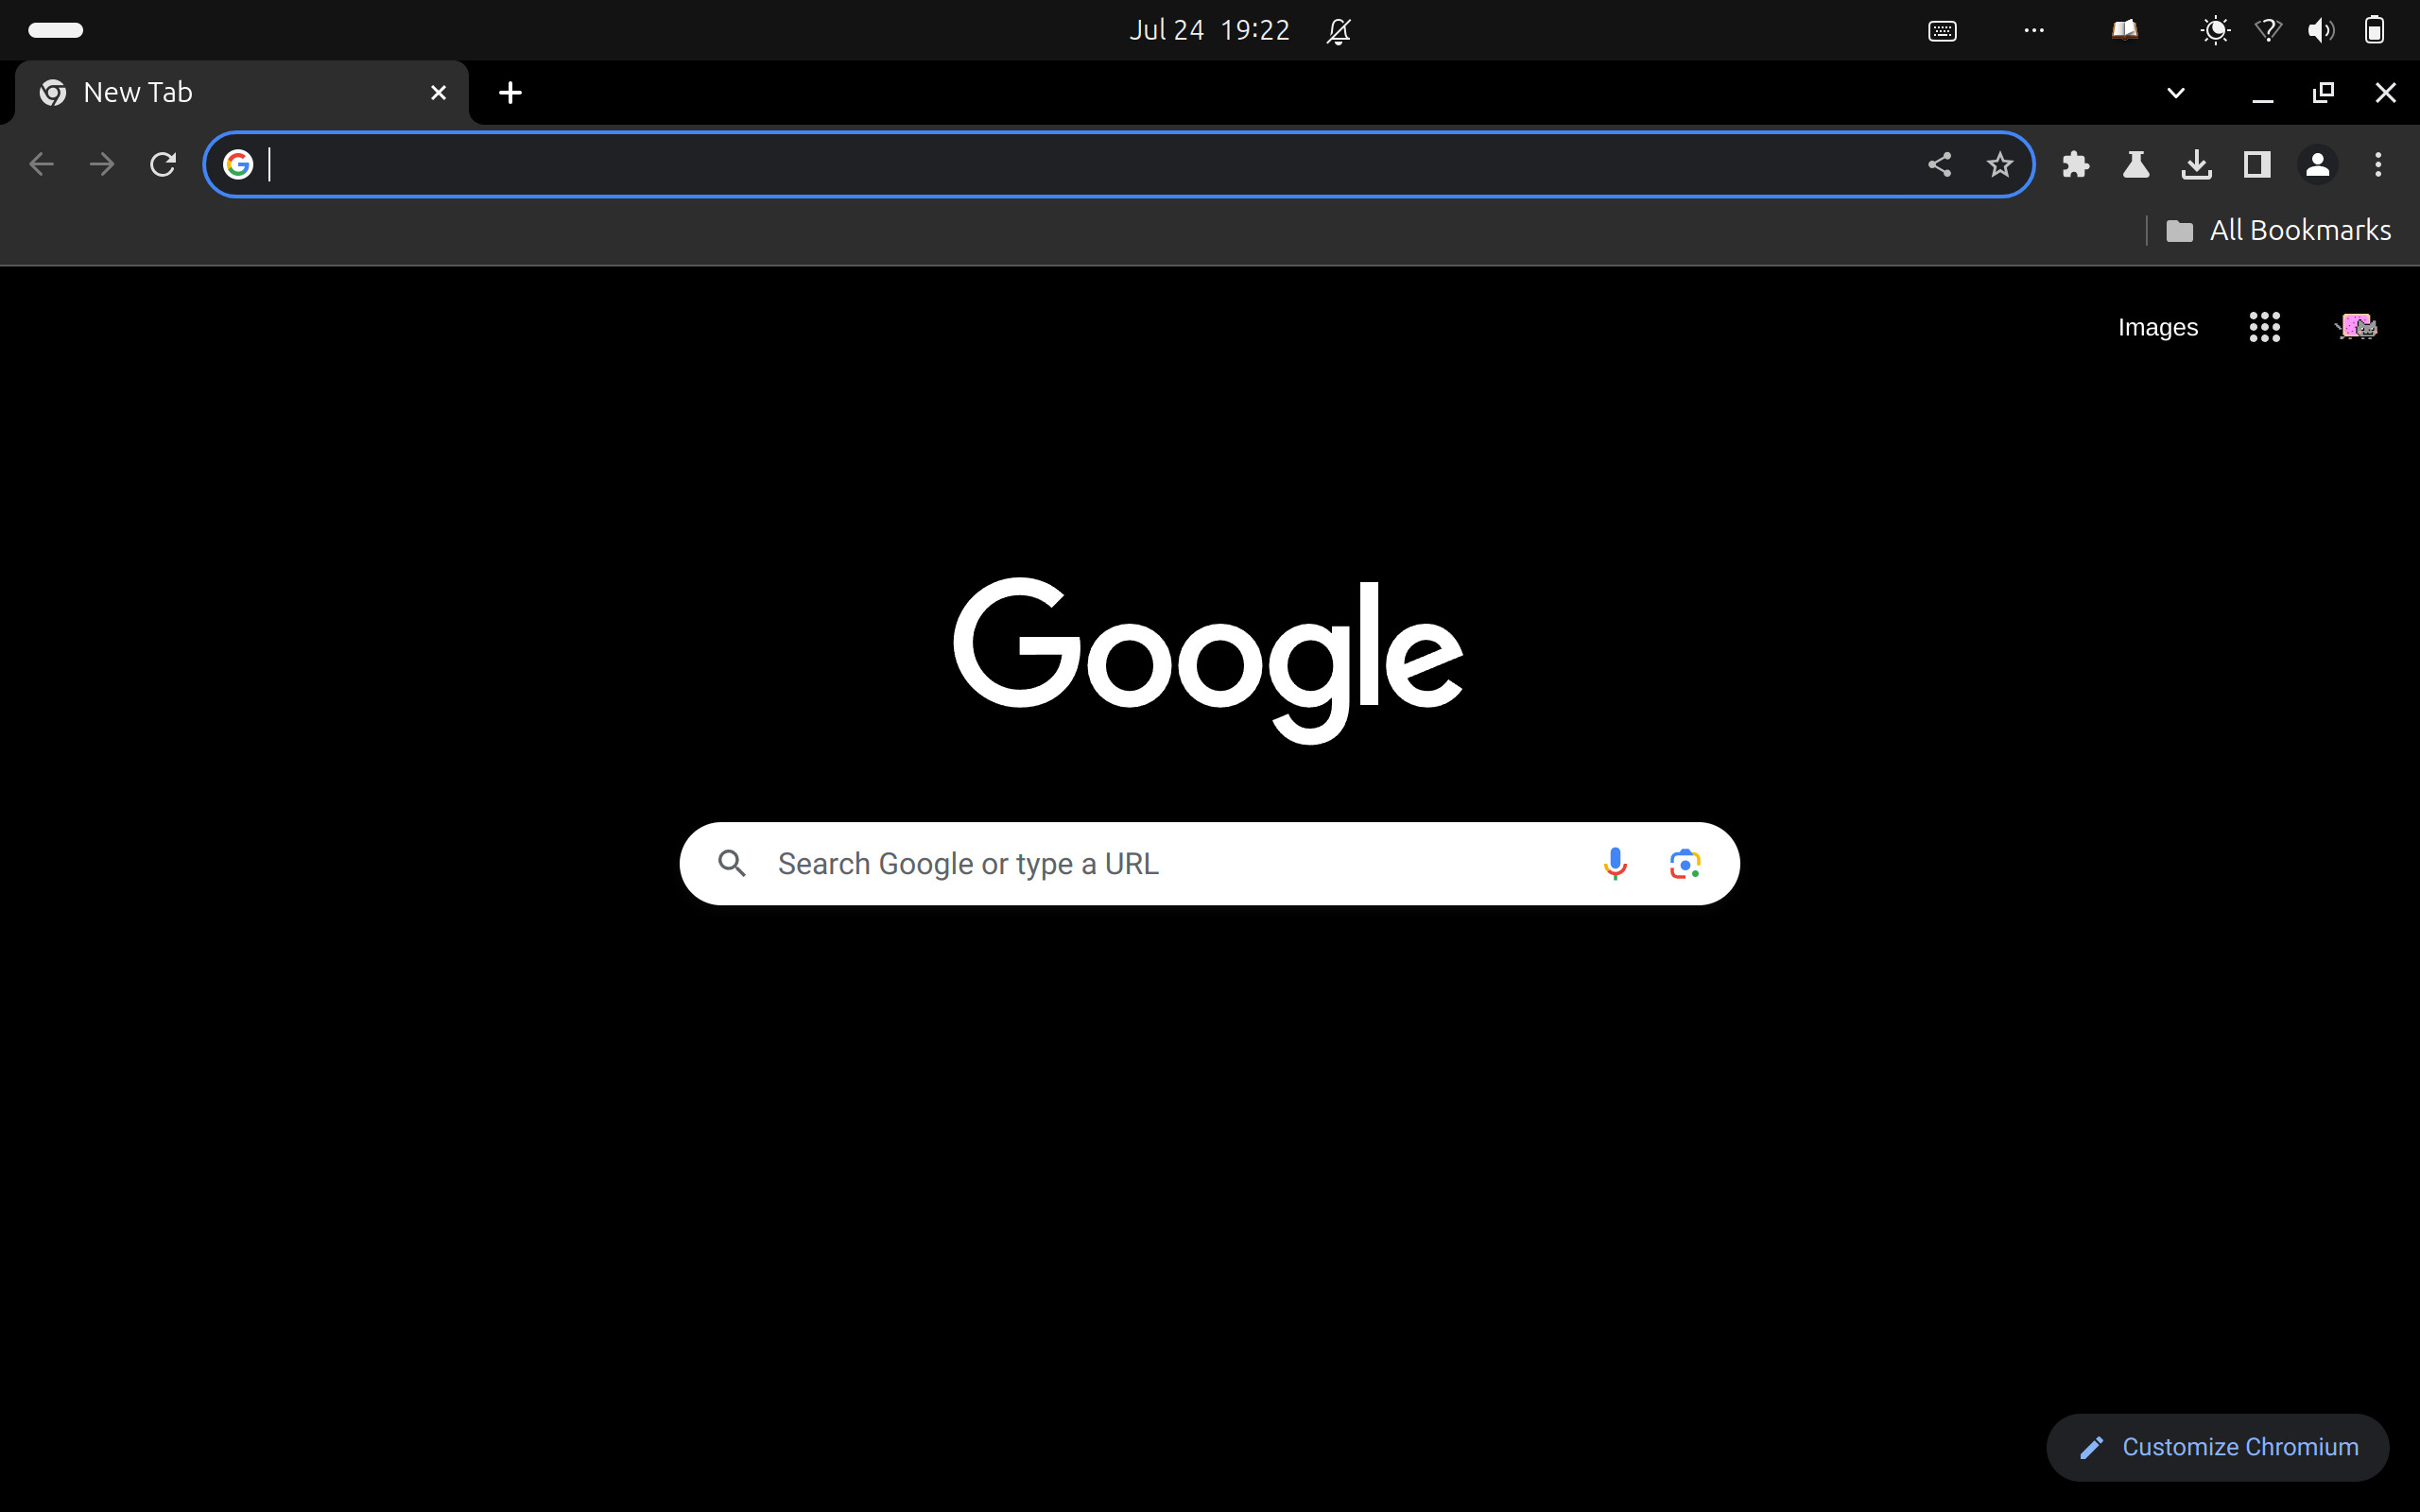 Jul 24 19:22
New Tab
All Bookmarks
Images
Google
Search Google or type a URL
Customize Chromium